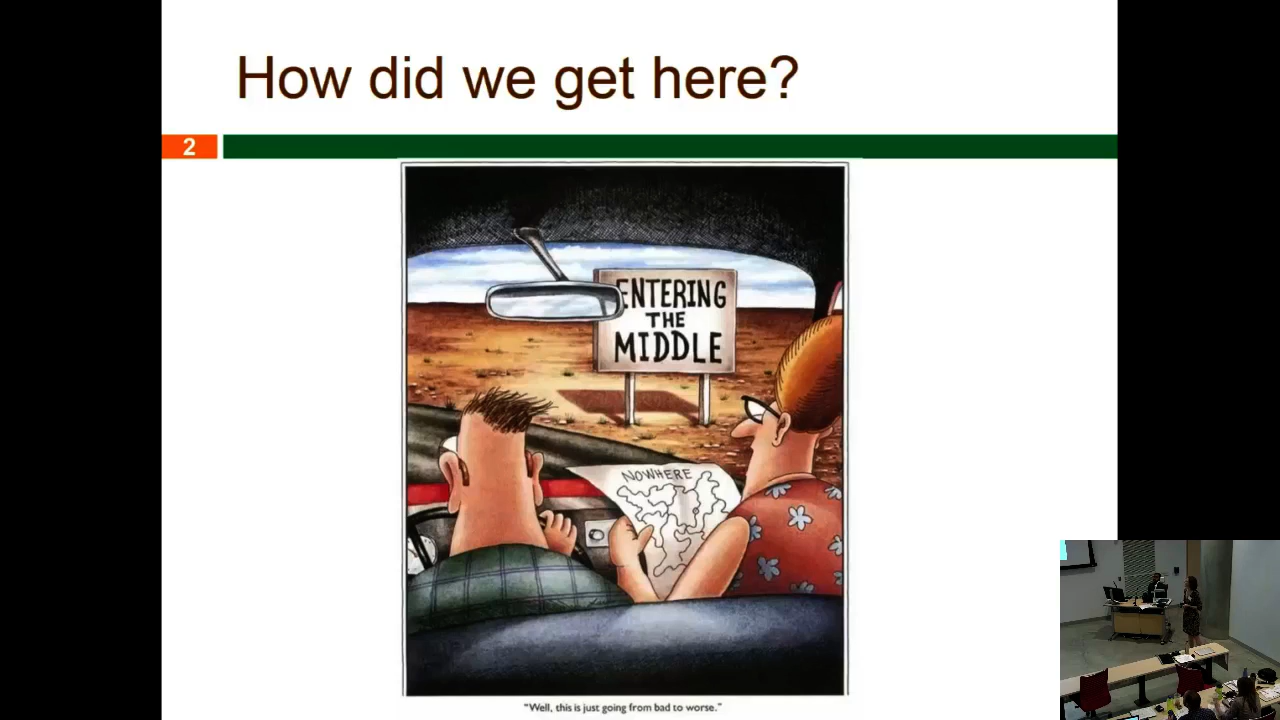 How did we get here?
2
ENTERING
THE
MIDDLE
NOWHERE
"Well, this is just going from bad to worse."